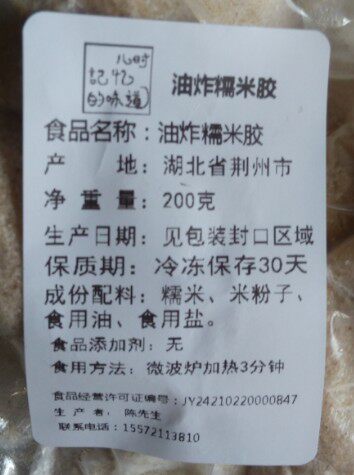 儿时
記忆
的味道
油炸糯米胶
食品名称：油炸糯米胶
产 地：湖北省荆州市
净 重 量：200克
生产日期：见包装封口区域
保质期：冷冻保存30天
成份配料：糯米、米粉子、
食用油、食用盐。
食品添加剂：无
食用方法：微波炉加热3分钟
食品经营许可证编号：JY24210220000847
生 产 者：陈先生
联系电话：15572113810